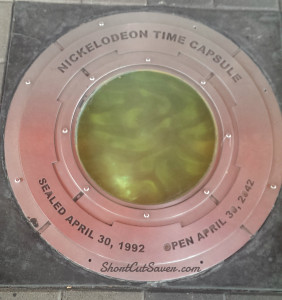 NICKELODEON TIME CAPSULE
SEALED APRIL 30, 1992 OPEN APRIL 30, 2042
ShortCutSaver.com